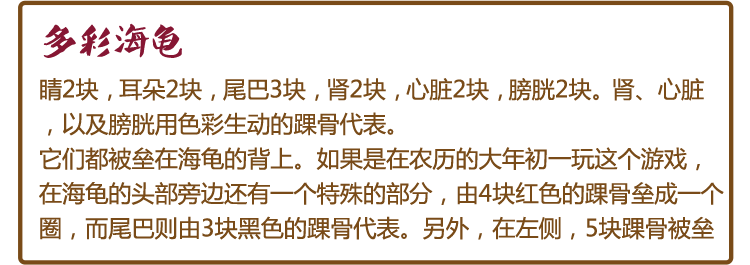 多彩海龟
睛2块，耳朵2块，尾巴3块，肾2块，心脏2块，膀胱2块。肾、心脏
，以及膀胱用色彩生动的踝骨代表。
它们都被垒在海龟的背上。如果是在农历的大年初一玩这个游戏，
在海龟的头部旁边还有一个特殊的部分，由4块红色的踝骨垒成一个
圈，而尾巴则由3块黑色的踝骨代表。另外，在左侧，5块踝骨被垒